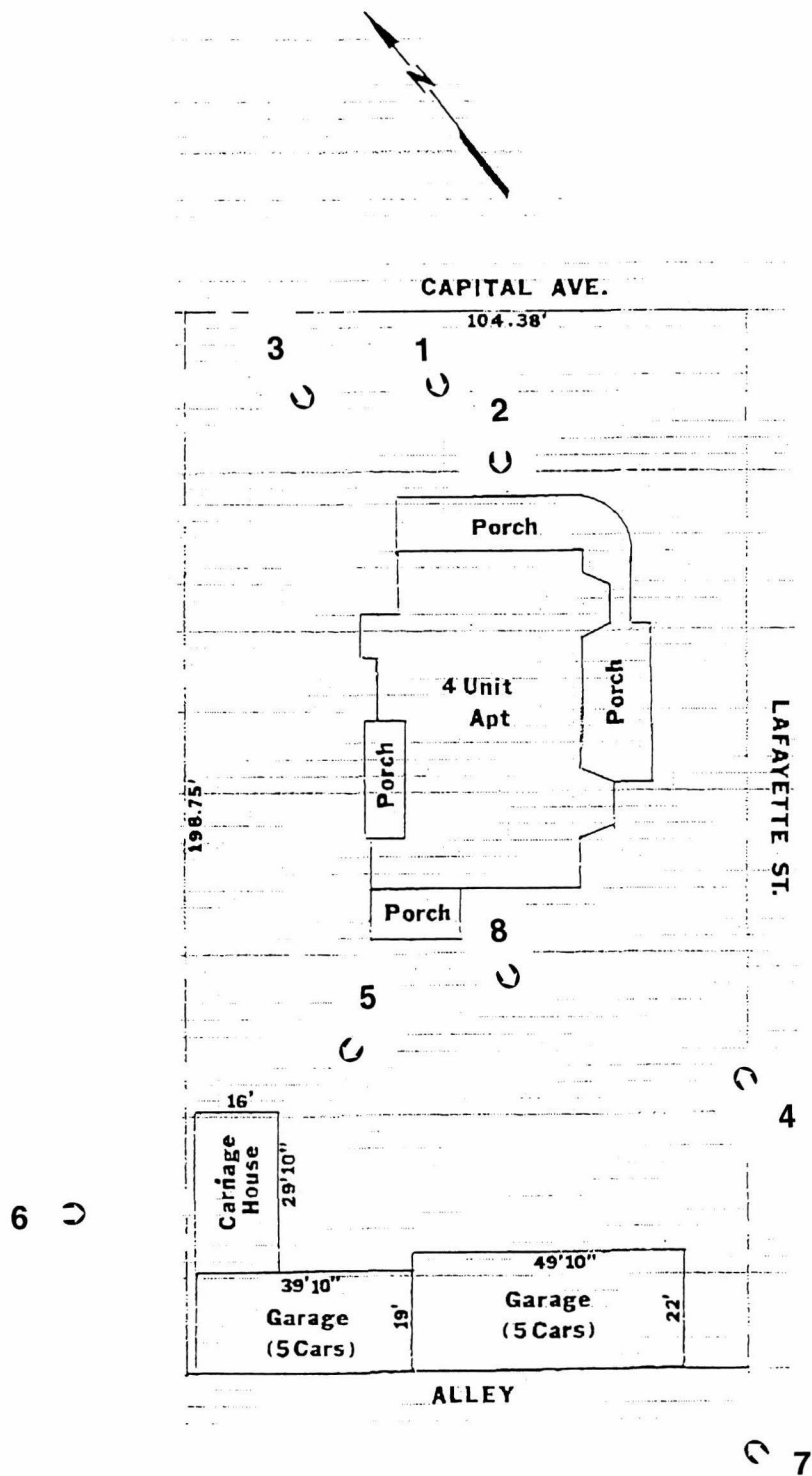 N
CAPITAL AVE.
104.38'
3
1
2
Porch
4 Unit
Apt
Porch
LAFAYETTE ST.
Porch
198.75'
Porch
8
5
4
16'
Carriage
House
29'10"
6
39'10"
49'10"
Garage
(5 Cars)
19'
Garage
(5 Cars)
22'
ALLEY
7